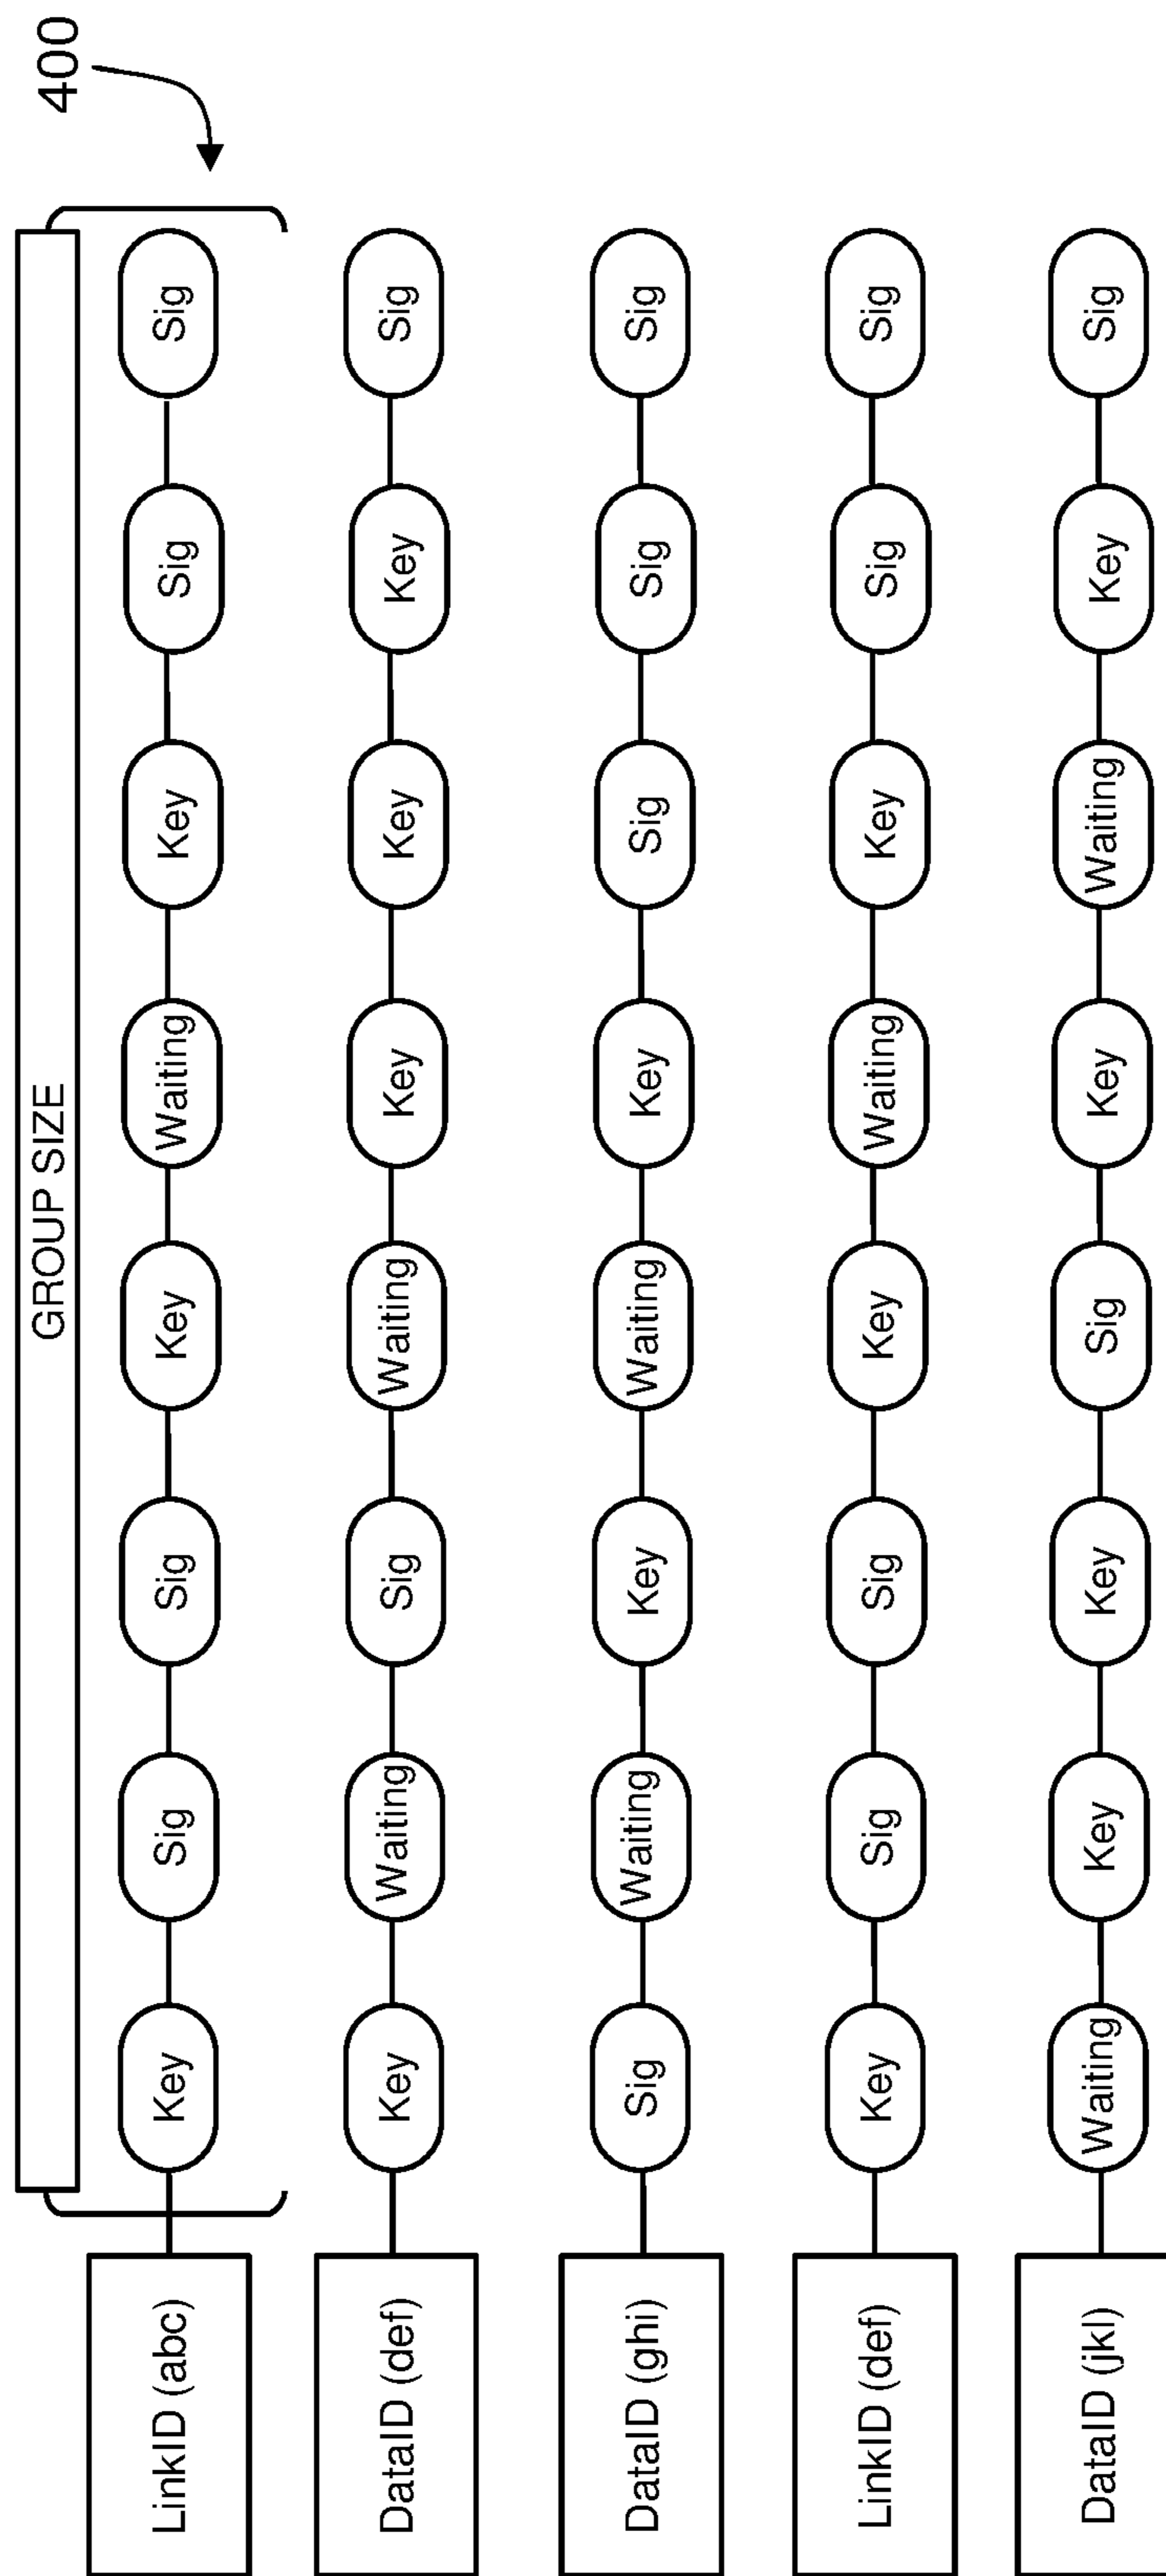 400
GROUP SIZE
LinkID (abc) Key Sig Sig Key Waiting Key Sig Sig
DataID (def) Key Waiting Sig Waiting Key Key Key Sig
DataID (ghi) Sig Waiting Key Waiting Key Sig Sig Sig
LinkID (def) Key Sig Sig Key Waiting Key Sig Sig
DataID (jkl) Waiting Key Key Sig Key Waiting Key Sig